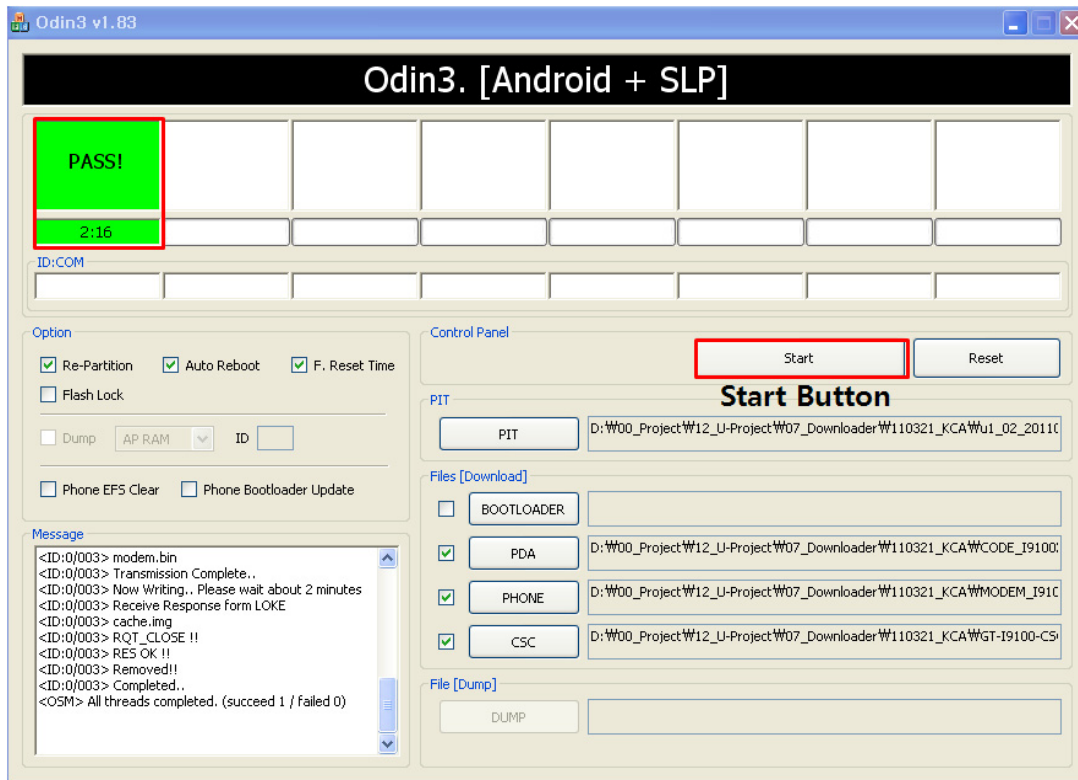 Odin3 v1.83
Odin3. [Android + SLP]
PASS!
2:16
ID:COM
Option
Re-Partition
Auto Reboot
F. Reset Time
Flash Lock
Dump
AP RAM
ID
Phone EFS Clear
Phone Bootloader Update
Message
<ID:0/003> modem.bin
<ID:0/003> Transmission Complete..
<ID:0/003> Now Writing.. Please wait about 2 minutes
<ID:0/003> Receive Response form LOKE
<ID:0/003> cache.img
<ID:0/003> RQT_CLOSE !!
<ID:0/003> RES OK !!
<ID:0/003> Removed!!
<ID:0/003> Completed..
<OSM> All threads completed. (succeed 1 / failed 0)
Control Panel
Start
Reset
Start Button
PIT
PIT
D:₩00_Project₩12_U-Project₩07_Downloader₩110321_KCA₩u1_02_2011
Files [Download]
BOOTLOADER
PDA
D:₩00_Project₩12_U-Project₩07_Downloader₩110321_KCA₩CODE_I9100
PHONE
D:₩00_Project₩12_U-Project₩07_Downloader₩110321_KCA₩MODEM_I91
CSC
D:₩00_Project₩12_U-Project₩07_Downloader₩110321_KCA₩GT-I9100-CS
File [Dump]
DUMP